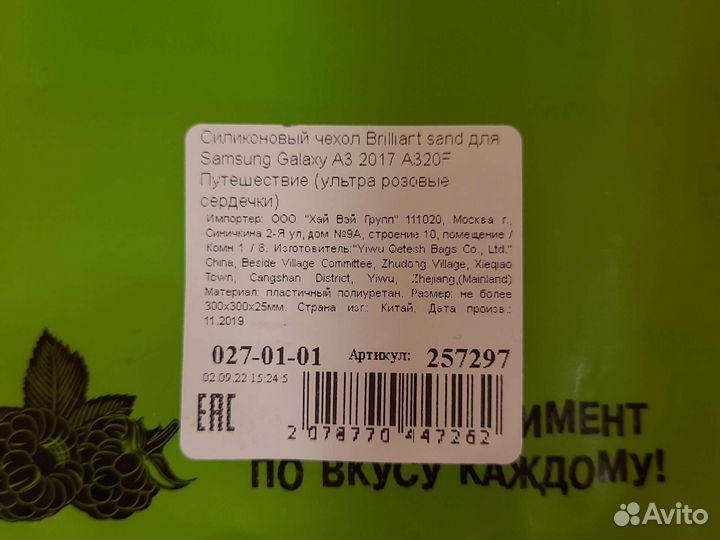 Силиконовый чехол Brilliart sand для
Samsung Galaxy A3 2017 A320F
Путешествие (ультра розовые
сердечки)
Импортер: ООО "Хай Вэй Групп" 111020, Москва г.,
Синичкина 2-Я ул, дом №9А, строение 10, помещение /
Комн 1 / 8. Изготовитель:"Yiwu Qetesh Bags Co., Ltd."
China, Beside Village Committee, Zhudong Village, Xieqiao
Town, Cangshan District, Yiwu, Zhejiang,(Mainland)
Материал: пластичный полиуретан. Размер: не более
300х300х25мм. Страна изг.: Китай. Дата произв.:
11.2019
027-01-01 Артикул: 257297
02.09.22 15:24:5
EAC
2 078770 447262
ИМЕНТ
ПО ВКУСУ КАЖДОМУ!
Avito